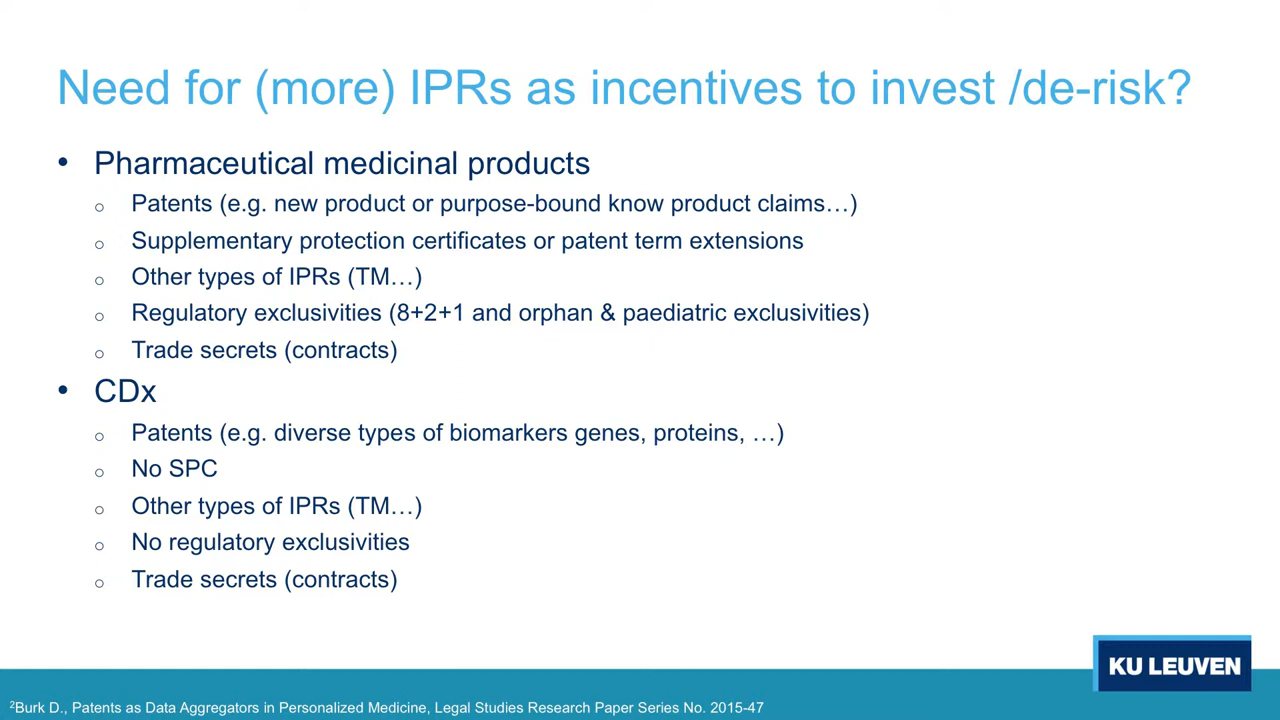 Need for (more) IPRs as incentives to invest /de-risk?
• Pharmaceutical medicinal products
o Patents (e.g. new product or purpose-bound know product claims…)
o Supplementary protection certificates or patent term extensions
o Other types of IPRs (TM…)
o Regulatory exclusivities (8+2+1 and orphan & paediatric exclusivities)
o Trade secrets (contracts)
• CDx
o Patents (e.g. diverse types of biomarkers genes, proteins, …)
o No SPC
o Other types of IPRs (TM…)
o No regulatory exclusivities
o Trade secrets (contracts)
KU LEUVEN
²Burk D., Patents as Data Aggregators in Personalized Medicine, Legal Studies Research Paper Series No. 2015-47